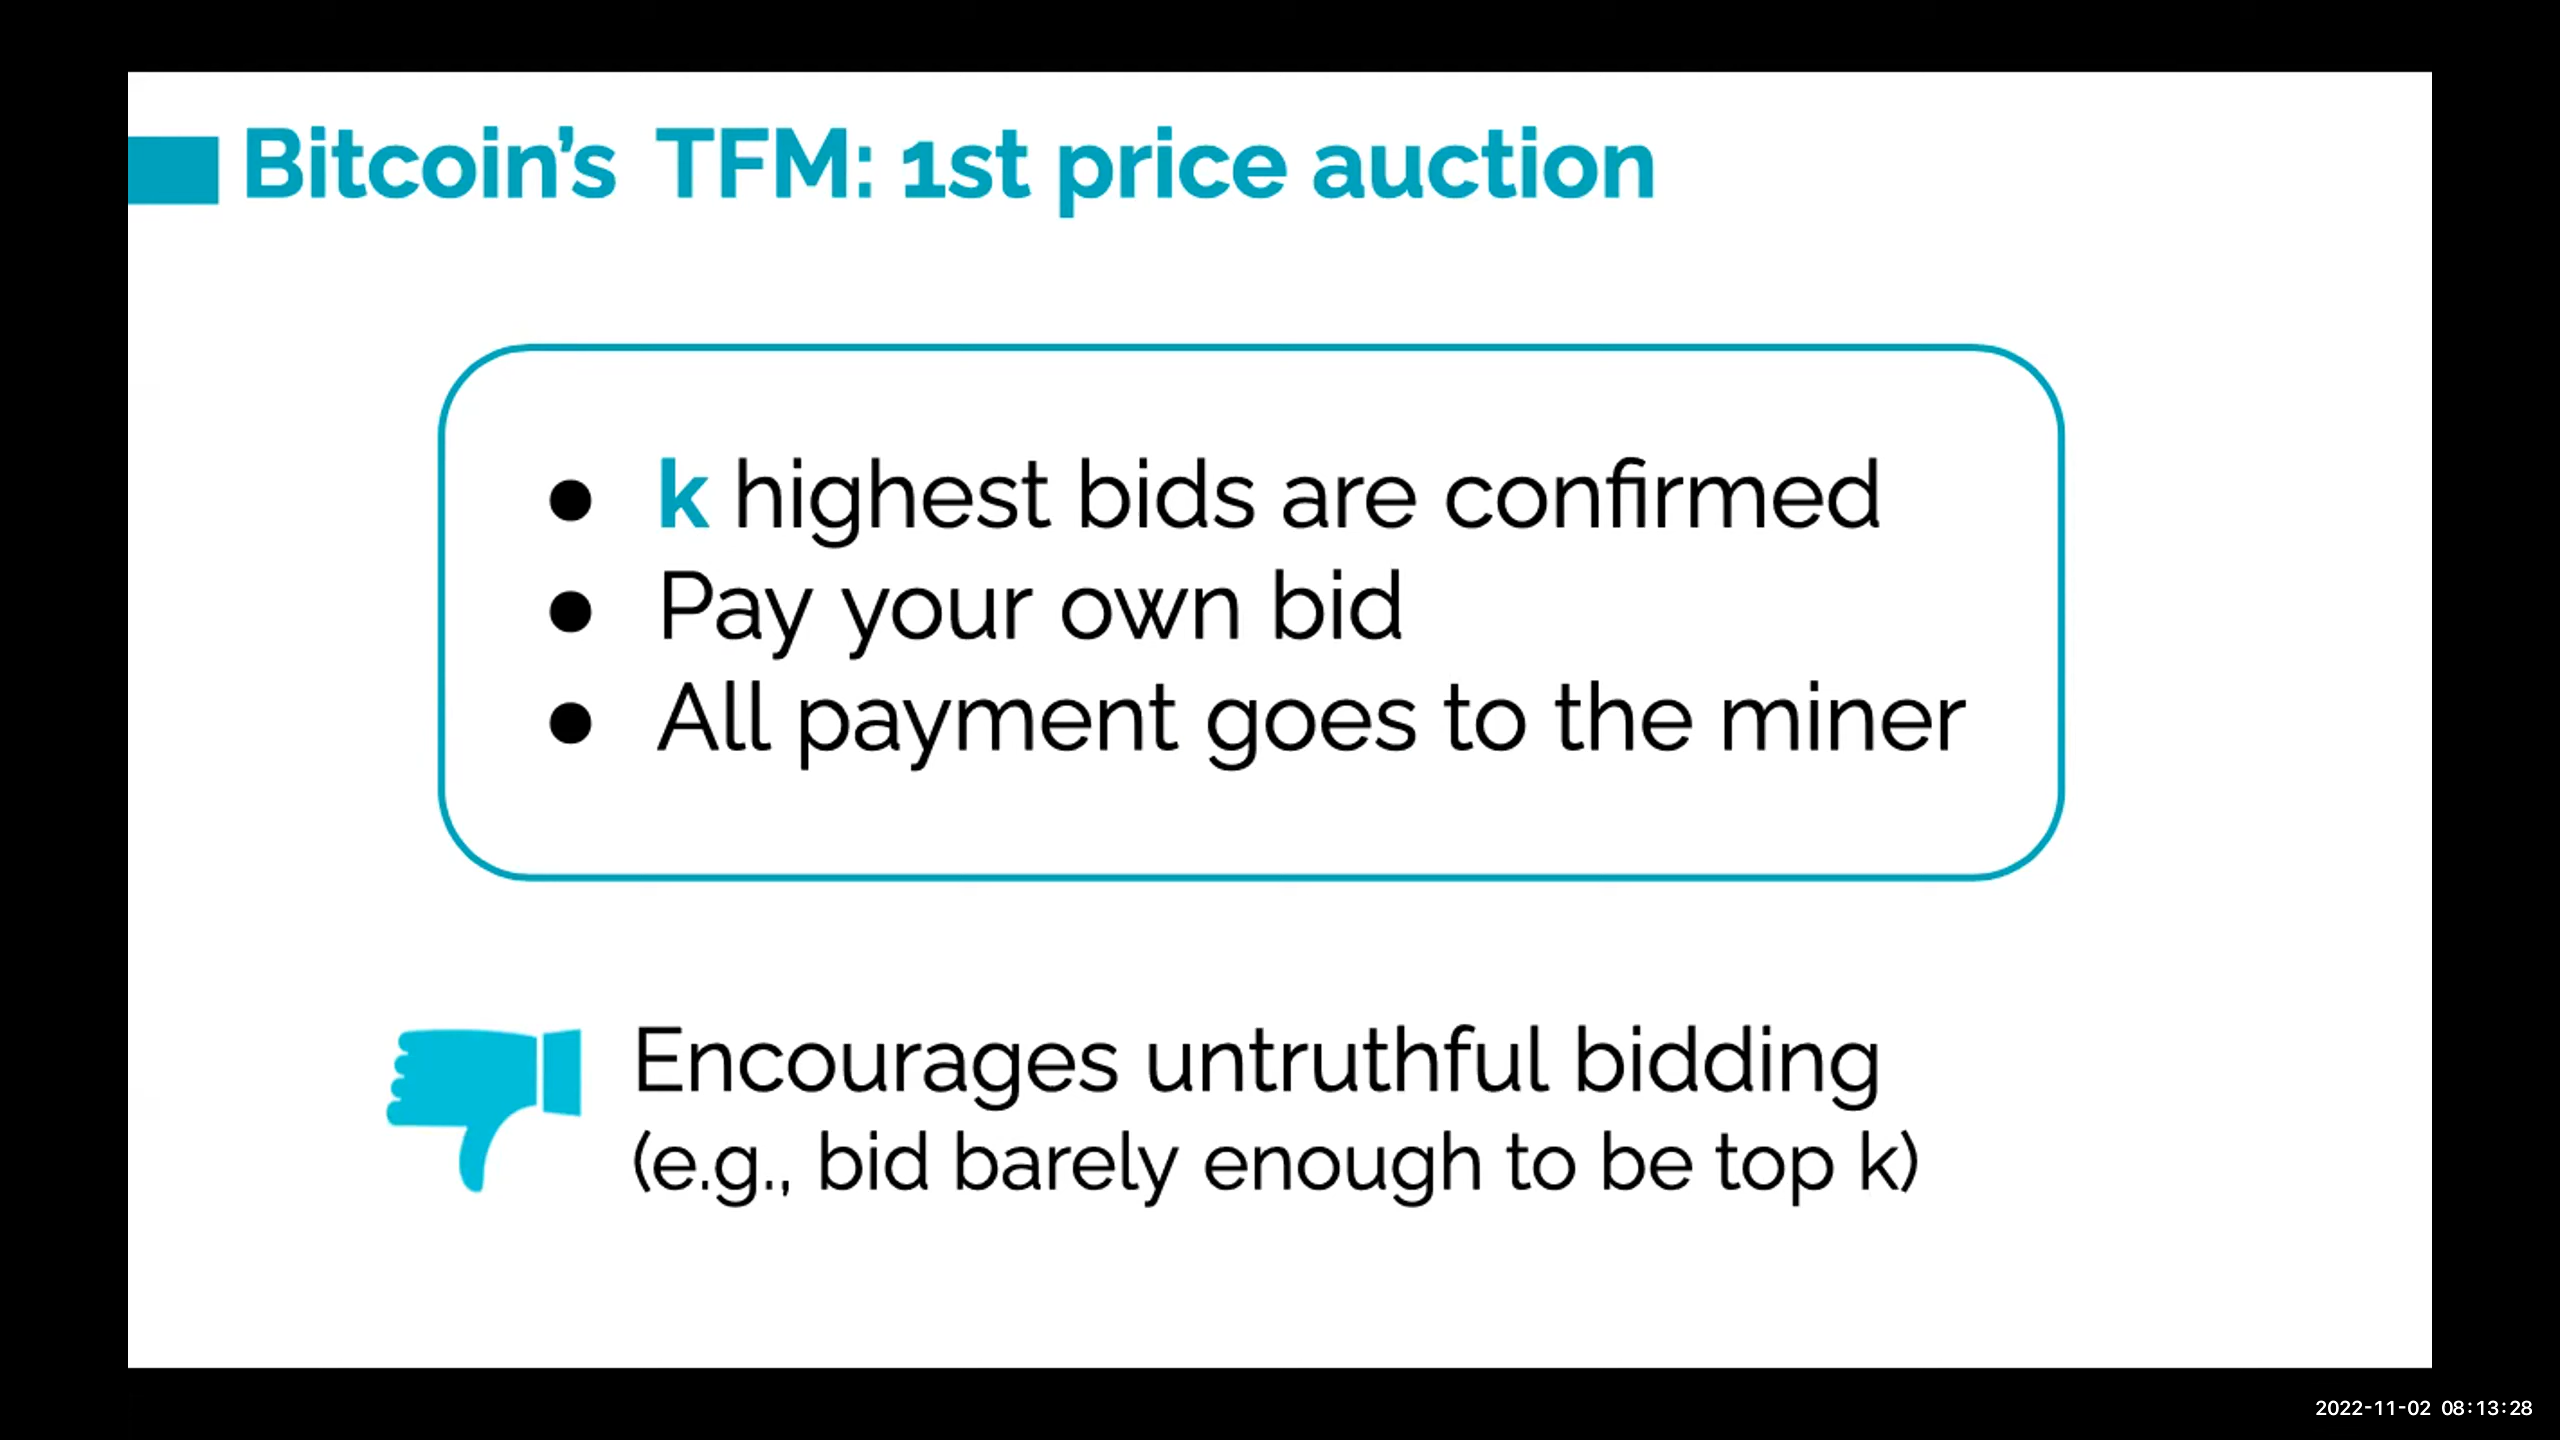 Bitcoin's TFM: 1st price auction
● k highest bids are confirmed
● Pay your own bid
● All payment goes to the miner
Encourages untruthful bidding
(e.g., bid barely enough to be top k)
2022-11-02 08:13:28